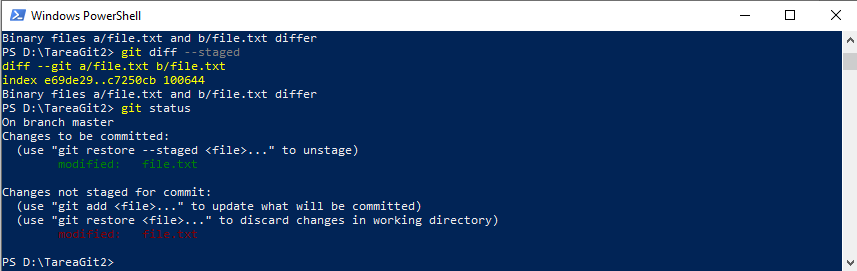 Windows PowerShell
Binary files a/file.txt and b/file.txt differ
PS D:\TareaGit2> git diff --staged
diff --git a/file.txt b/file.txt
index e69de29..c7250cb 100644
Binary files a/file.txt and b/file.txt differ
PS D:\TareaGit2> git status
On branch master
Changes to be committed:
  (use "git restore --staged <file>..." to unstage)
        modified:   file.txt

Changes not staged for commit:
  (use "git add <file>..." to update what will be committed)
  (use "git restore <file>..." to discard changes in working directory)
        modified:   file.txt

PS D:\TareaGit2>